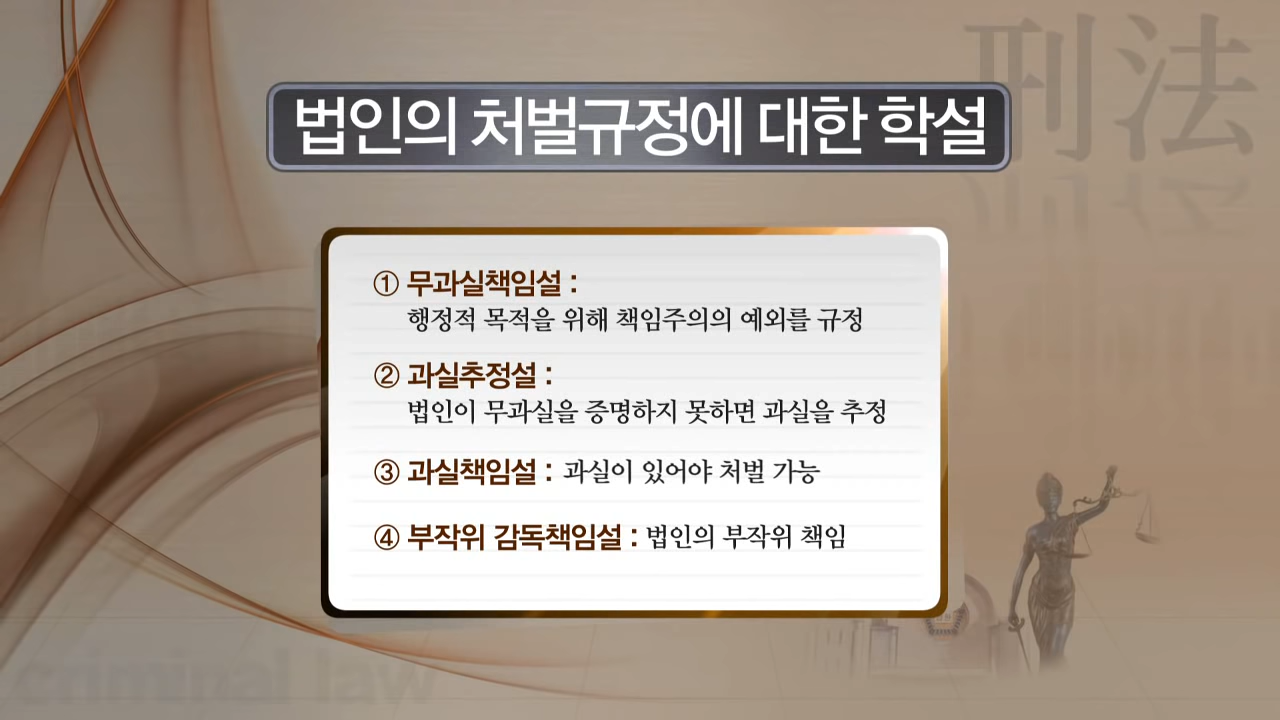 刑法
법인의 처벌규정에 대한 학설
① 무과실책임설 :
행정적 목적을 위해 책임주의의 예외를 규정
② 과실추정설 :
법인이 무과실을 증명하지 못하면 과실을 추정
③ 과실책임설 : 과실이 있어야 처벌 가능
④ 부작위 감독책임설 : 법인의 부작위 책임
criminal law